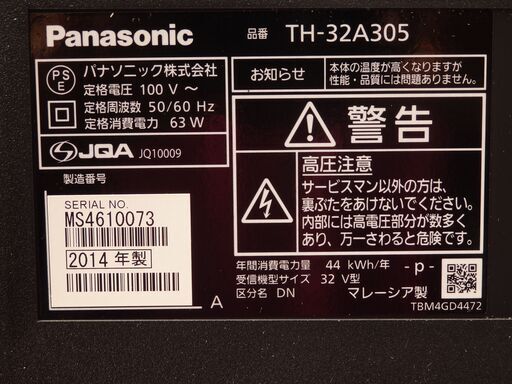 Panasonic
品番 TH-32A305
PS
E
パナソニック株式会社
定格電圧 100 V ～
定格周波数 50/60 Hz
定格消費電力 63 W
JQA JQ10009
製造番号
SERIAL NO.
MS4610073
2014 年製
A
お知らせ
本体の温度が高くなりますが
性能・品質には問題ありません。
警告
高圧注意
サービスマン以外の方は、
裏ぶたをあけないでください。
内部には高電圧部分が数多く
あり、万一さわると危険です。
年間消費電力量 44 kWh/年
受信機型サイズ 32 V型
区分名 DN
-p-
マレーシア製
TBM4GD4472